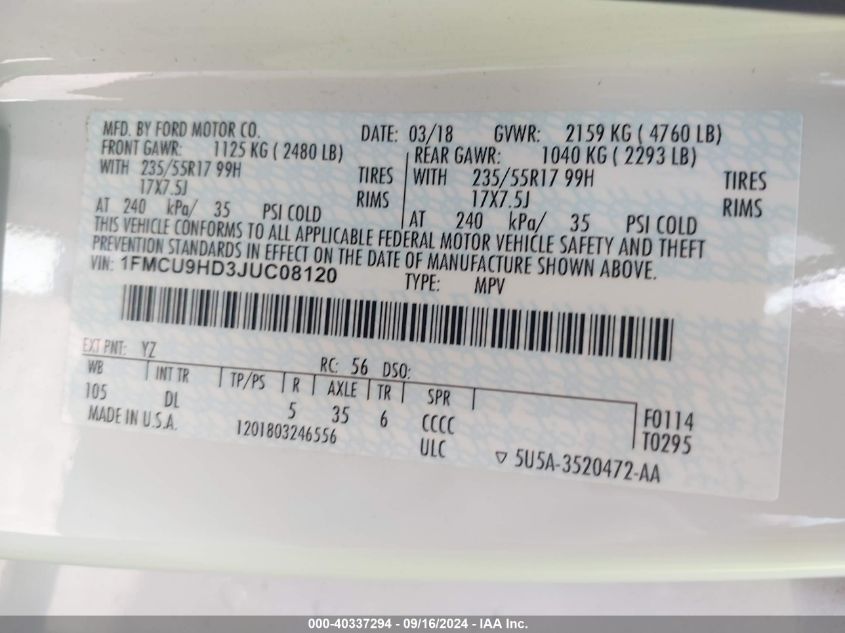 MFD. BY FORD MOTOR CO. DATE: 03/18 GVWR: 2159 KG ( 4760 LB)
FRONT GAWR: 1125 KG ( 2480 LB) REAR GAWR: 1040 KG ( 2293 LB)
WITH 235/55R17 99H TIRES WITH 235/55R17 99H TIRES
17X7.5J RIMS 17X7.5J RIMS
AT 240 kPa/ 35 PSI COLD AT 240 kPa/ 35 PSI COLD
THIS VEHICLE CONFORMS TO ALL APPLICABLE FEDERAL MOTOR VEHICLE SAFETY AND THEFT
PREVENTION STANDARDS IN EFFECT ON THE DATE OF MANUFACTURE SHOWN ABOVE.
VIN: 1FMCU9HD3JUC08120 TYPE: MPV
EXT PNT: YZ RC: 56 DSO:
WB INT TR TP/PS R AXLE TR SPR
105 DL 5 35 6 CCCC F0114
MADE IN U.S.A. 1201803246556 ULC T0295
▽ 5U5A-3520472-AA
000-40337294 - 09/16/2024 - IAA Inc.